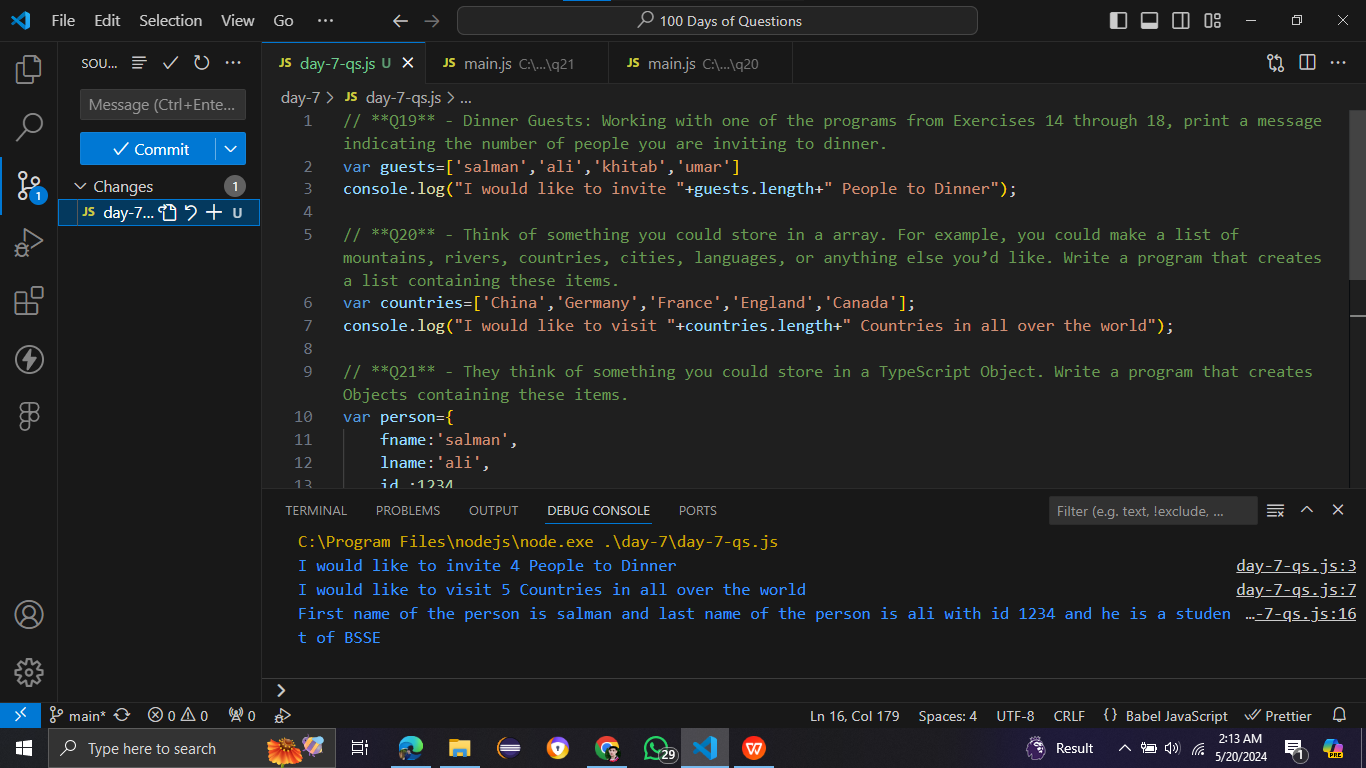 File Edit Selection View Go ··· 100 Days of Questions
SOU...
JS day-7-qs.js U JS main.js C:\...\q21 JS main.js C:\...\q20
day-7 > JS day-7-qs.js > ...
Message (Ctrl+Ente...
Commit
Changes 1
JS day-7... U
1
1 // **Q19** - Dinner Guests: Working with one of the programs from Exercises 14 through 18, print a message
indicating the number of people you are inviting to dinner.
2 var guests=['salman','ali','khitab','umar']
3 console.log("I would like to invite "+guests.length+" People to Dinner");
4
5 // **Q20** - Think of something you could store in a array. For example, you could make a list of
mountains, rivers, countries, cities, languages, or anything else you’d like. Write a program that creates
a list containing these items.
6 var countries=['China','Germany','France','England','Canada'];
7 console.log("I would like to visit "+countries.length+" Countries in all over the world");
8
9 // **Q21** - They think of something you could store in a TypeScript Object. Write a program that creates
Objects containing these items.
10 var person={
11 fname:'salman',
12 lname:'ali',
13 id :1234
TERMINAL PROBLEMS OUTPUT DEBUG CONSOLE PORTS Filter (e.g. text, !exclude, ...
C:\Program Files\nodejs\node.exe .\day-7\day-7-qs.js
I would like to invite 4 People to Dinner day-7-qs.js:3
I would like to visit 5 Countries in all over the world day-7-qs.js:7
First name of the person is salman and last name of the person is ali with id 1234 and he is a studen …-7-qs.js:16
t of BSSE
>
main* 0 0 0 Ln 16, Col 179 Spaces: 4 UTF-8 CRLF {} Babel JavaScript Prettier
Type here to search 29 Result 2:13 AM 1 PRE
5/20/2024